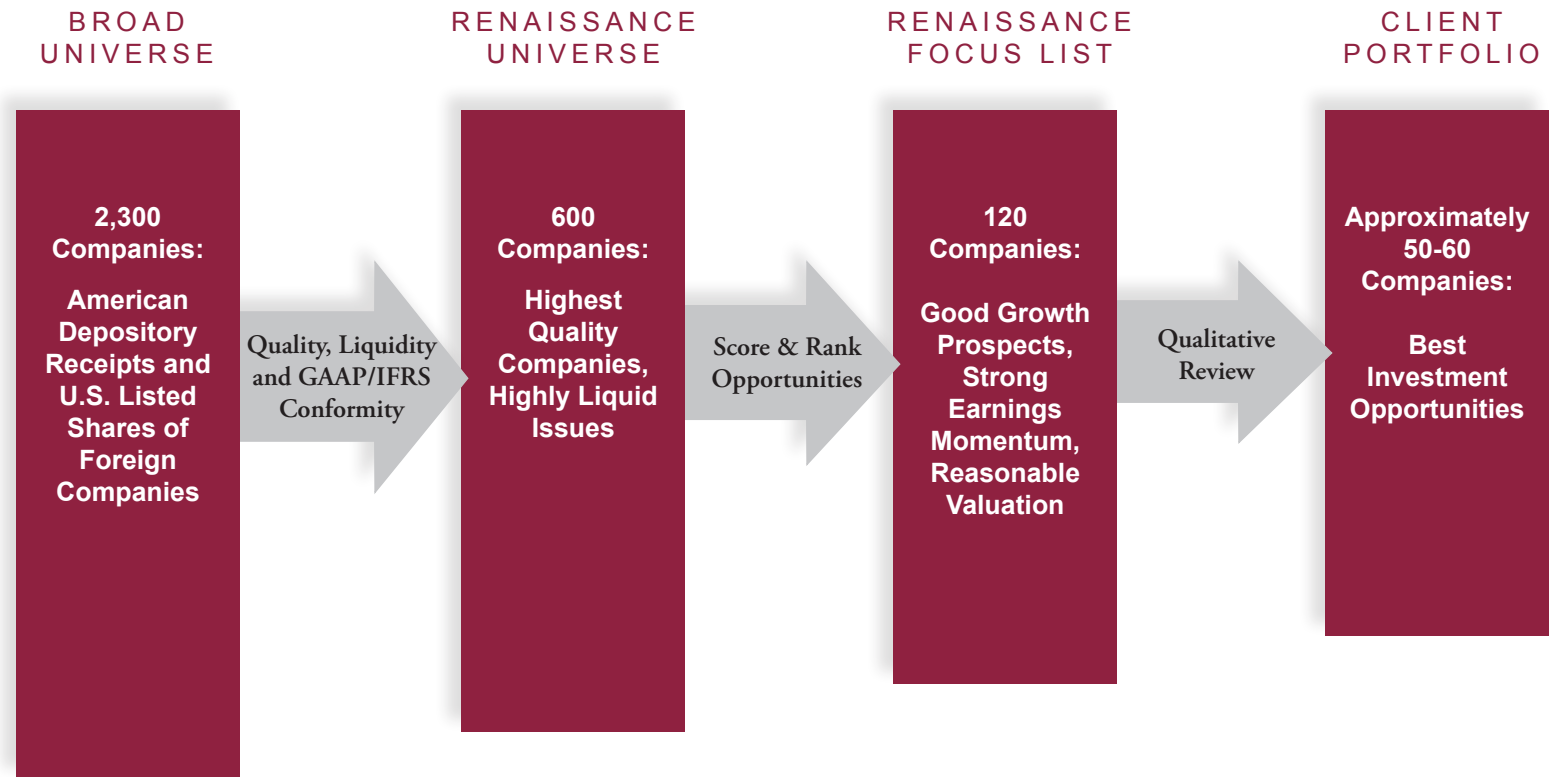 BROAD
UNIVERSE
RENAISSANCE
UNIVERSE
RENAISSANCE
FOCUS LIST
CLIENT
PORTFOLIO
2,300
Companies:
American
Depository
Receipts and
U.S. Listed
Shares of
Foreign
Companies
Quality, Liquidity
and GAAP/IFRS
Conformity
600
Companies:
Highest
Quality
Companies,
Highly Liquid
Issues
Score & Rank
Opportunities
120
Companies:
Good Growth
Prospects,
Strong
Earnings
Momentum,
Reasonable
Valuation
Qualitative
Review
Approximately
50-60
Companies:
Best
Investment
Opportunities